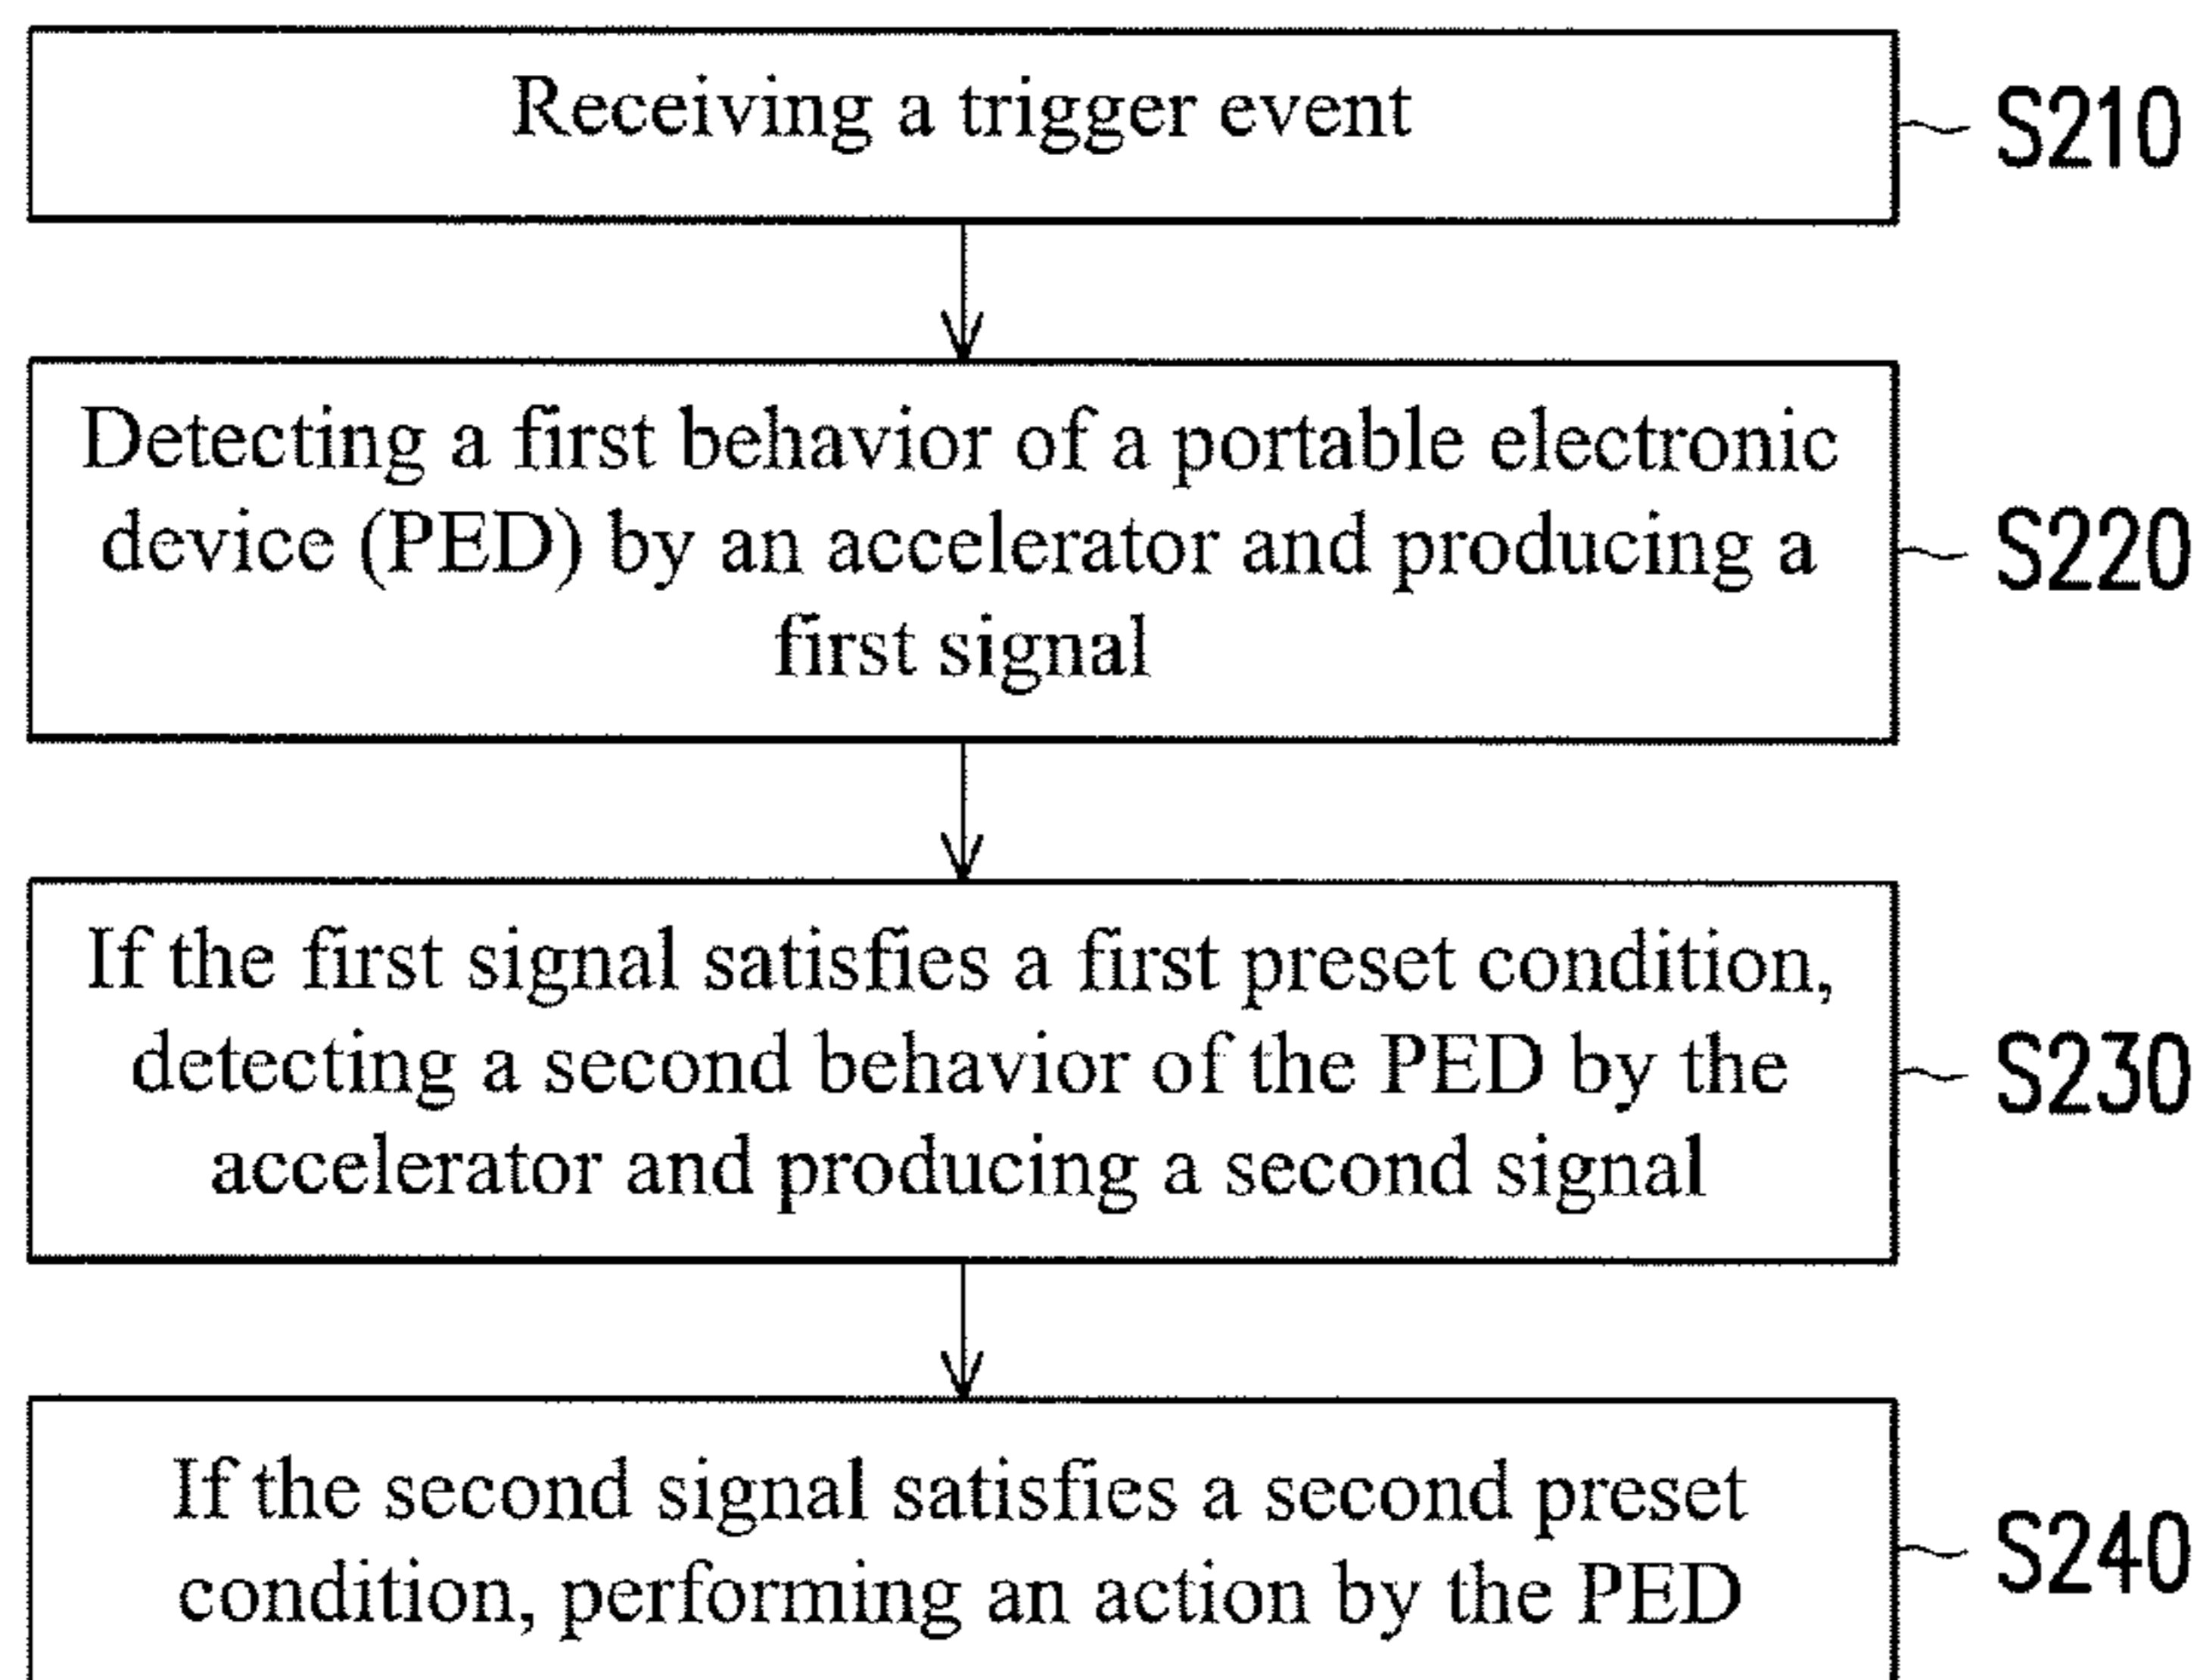 Receiving a trigger event
S210
Detecting a first behavior of a portable electronic
device (PED) by an accelerator and producing a
first signal
S220
If the first signal satisfies a first preset condition,
detecting a second behavior of the PED by the
accelerator and producing a second signal
S230
If the second signal satisfies a second preset
condition, performing an action by the PED
S240